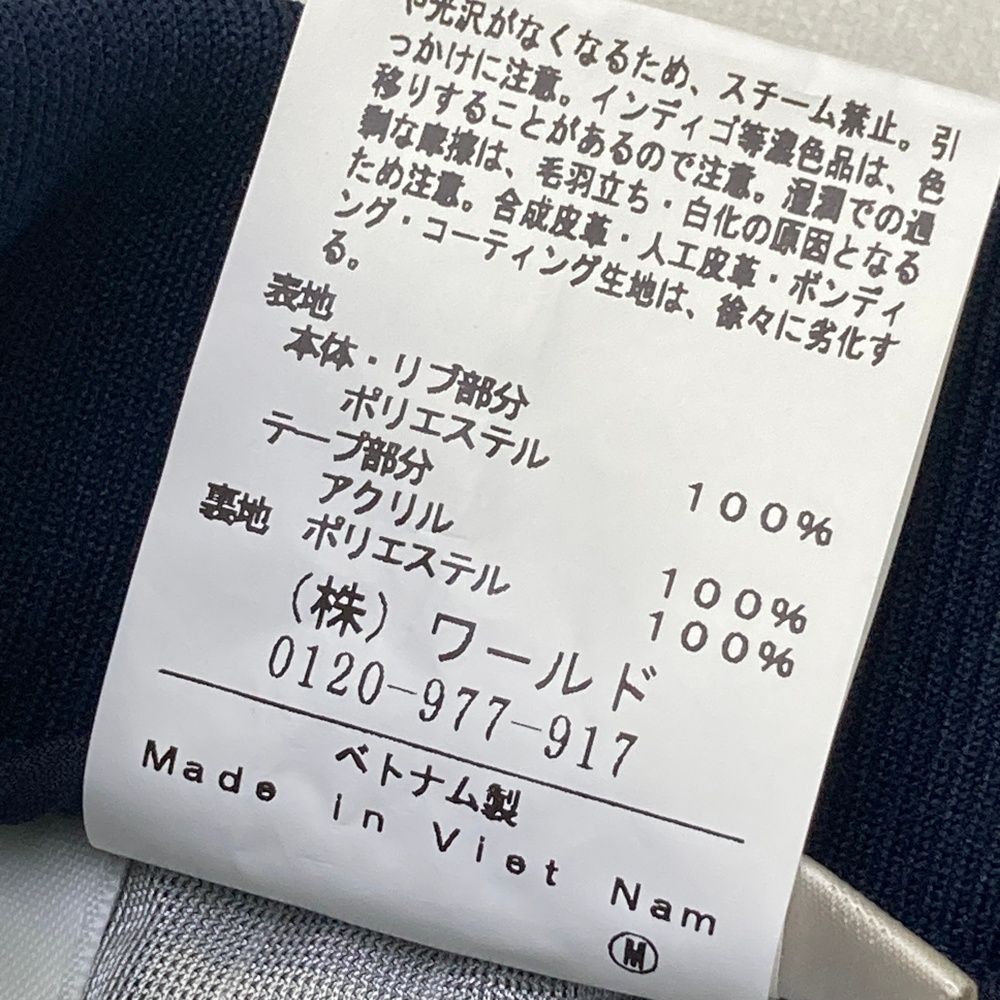 や光沢がなくなるため、スチーム禁止。引
っかけに注意。インディゴ等濃色品は、色
移りすることがあるので注意。湿潤での過
剰な摩擦は、毛羽立ち・白化の原因となる
ため注意。合成皮革・人工皮革・ボンディ
ング・コーティング生地は、徐々に劣化す
る。
表地
本体・リブ部分
ポリエステル 100%
テープ部分
アクリル 100%
裏地 ポリエステル 100%
(株) ワールド
0120-977-917
ベトナム製
Made in Viet Nam
M